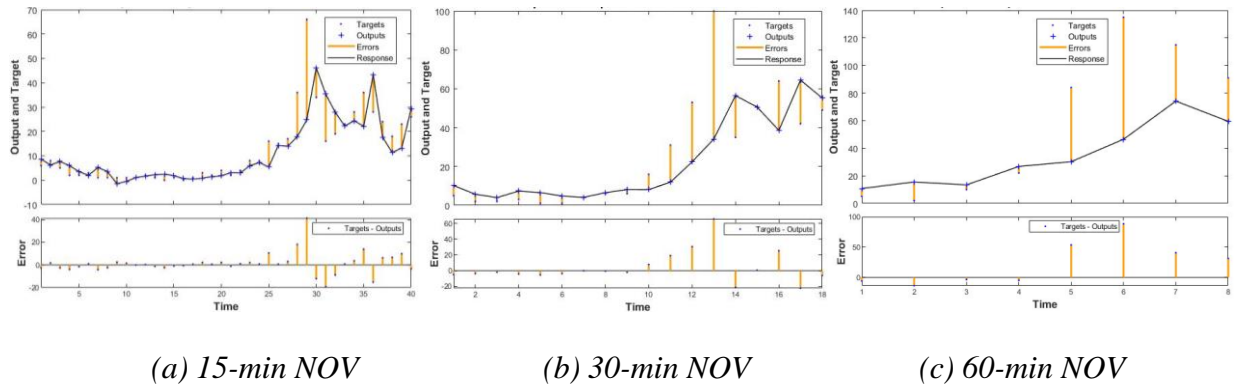 70
60
50
40
30
20
10
0
-10
Output and Target
Targets
Outputs
Errors
Response
40
20
0
-20
Error
Targets - Outputs
5 10 15 20 25 30 35 40
Time
100
80
60
40
20
0
Output and Target
Targets
Outputs
Errors
Response
60
40
20
0
-20
Error
Targets - Outputs
2 4 6 8 10 12 14 16 18
Time
140
120
100
80
60
40
20
0
Output and Target
Targets
Outputs
Errors
Response
100
50
0
Error
Targets - Outputs
1 2 3 4 5 6 7 8
Time
(a) 15-min NOV (b) 30-min NOV (c) 60-min NOV